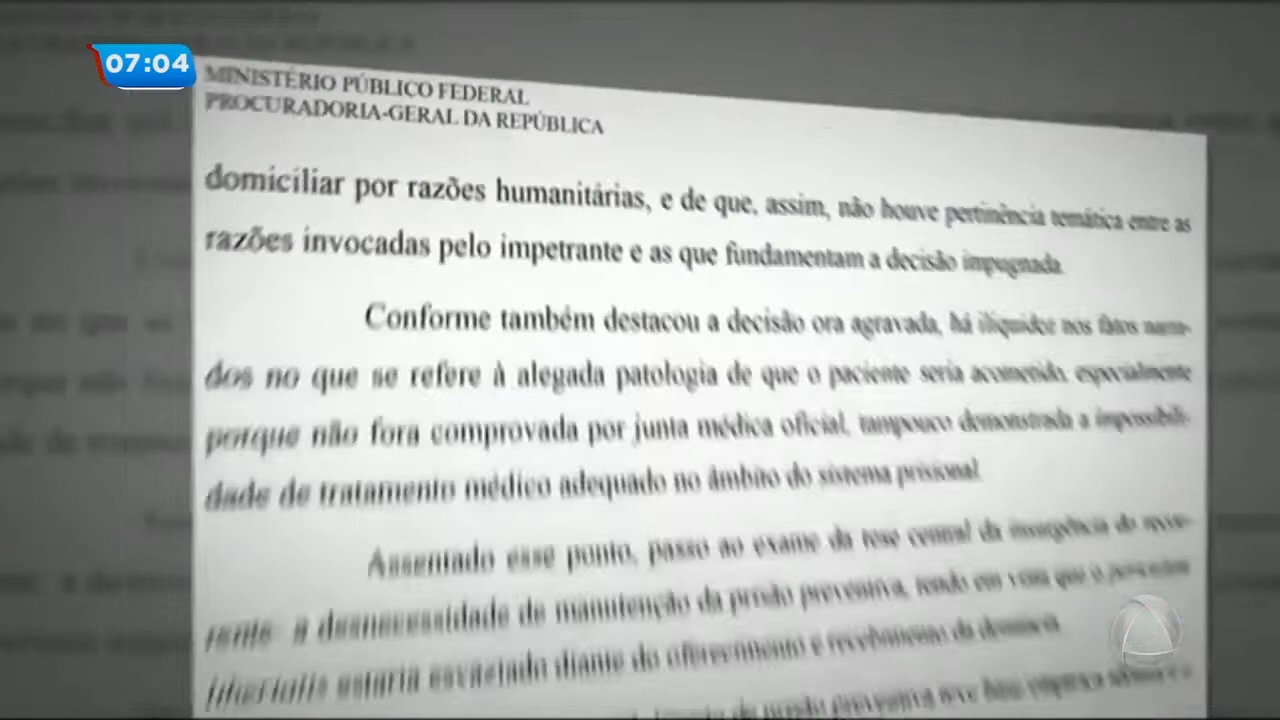 07:04
MINISTÉRIO PÚBLICO FEDERAL
PROCURADORIA-GERAL DA REPÚBLICA
domiciliar por razões humanitárias, e de que, assim, não houve pertinência temática entre as
razões invocadas pelo impetrante e as que fundamentam a decisão impugnada.
Conforme também destacou a decisão ora agravada, há iliquidez nos fatos narra-
dos no que se refere à alegada patologia de que o paciente seria acometido, especialmente
porque não fora comprovada por junta médica oficial, tampouco demonstrada a impossibili-
dade de tratamento médico adequado no âmbito do sistema prisional.
Assentado esse ponto, passo ao exame da tese central da insurgência do recor-
rente: a desnecessidade de manutenção da prisão preventiva, tendo em vista que o
estaria esvaziado diante do oferecimento e recebimento da denúncia.